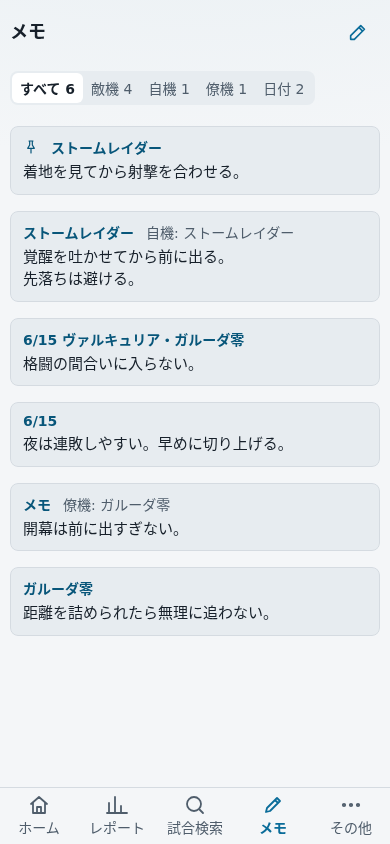 メモ
すべて 6 敵機 4 自機 1 僚機 1 日付 2
ストームレイダー
着地を見てから射撃を合わせる。
ストームレイダー 自機: ストームレイダー
覚醒を吐かせてから前に出る。
先落ちは避ける。
6/15 ヴァルキュリア・ガルーダ零
格闘の間合いに入らない。
6/15
夜は連敗しやすい。早めに切り上げる。
メモ 僚機: ガルーダ零
開幕は前に出すぎない。
ガルーダ零
距離を詰められたら無理に追わない。
ホーム レポート 試合検索 メモ その他